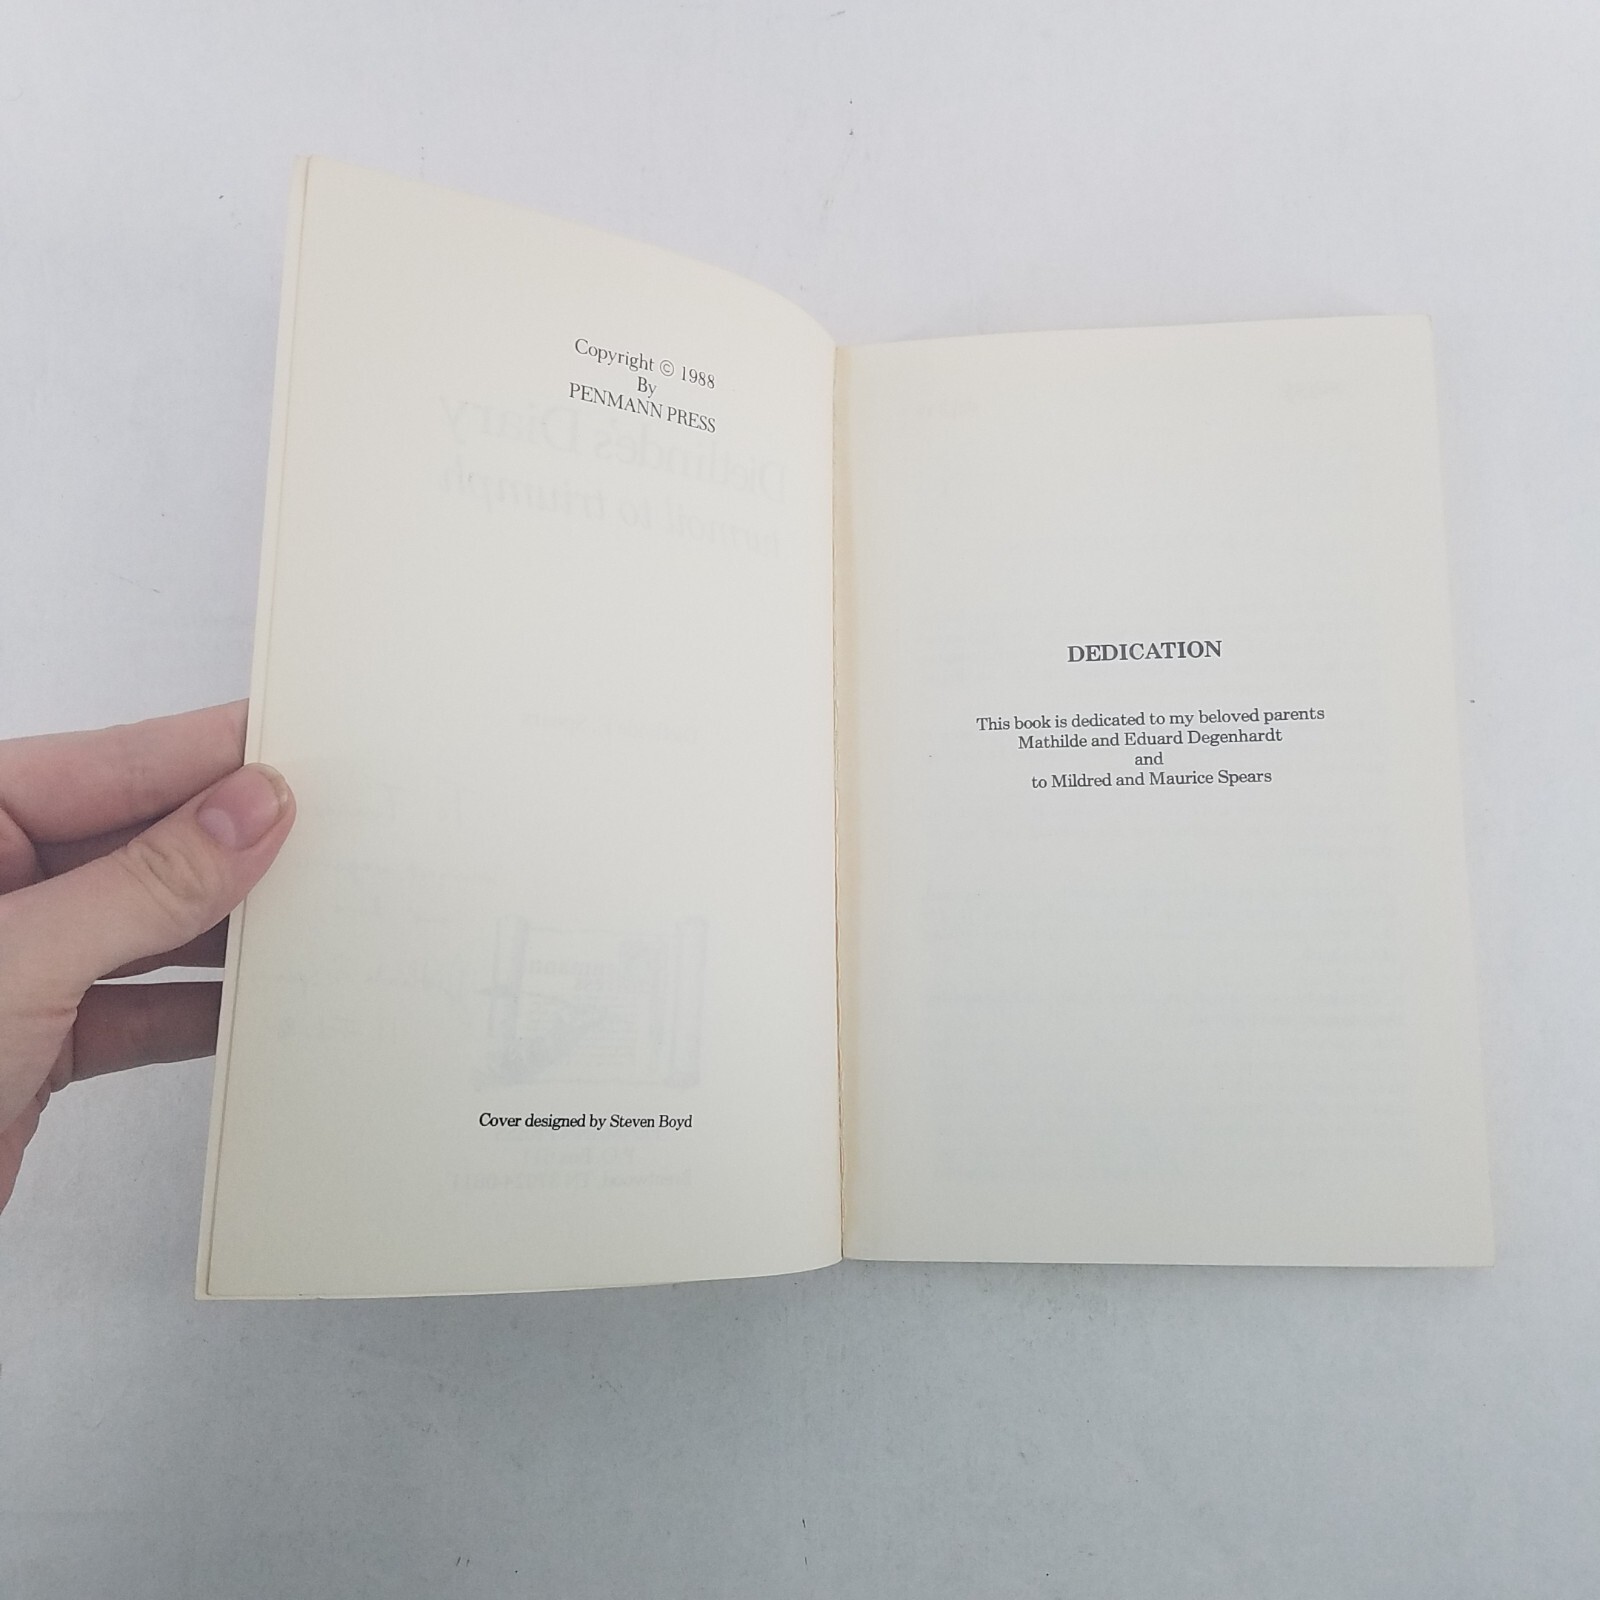 Copyright © 1988
By
PENMANN PRESS
Cover designed by Steven Boyd
DEDICATION
This book is dedicated to my beloved parents
Mathilde and Eduard Degenhardt
and
to Mildred and Maurice Spears